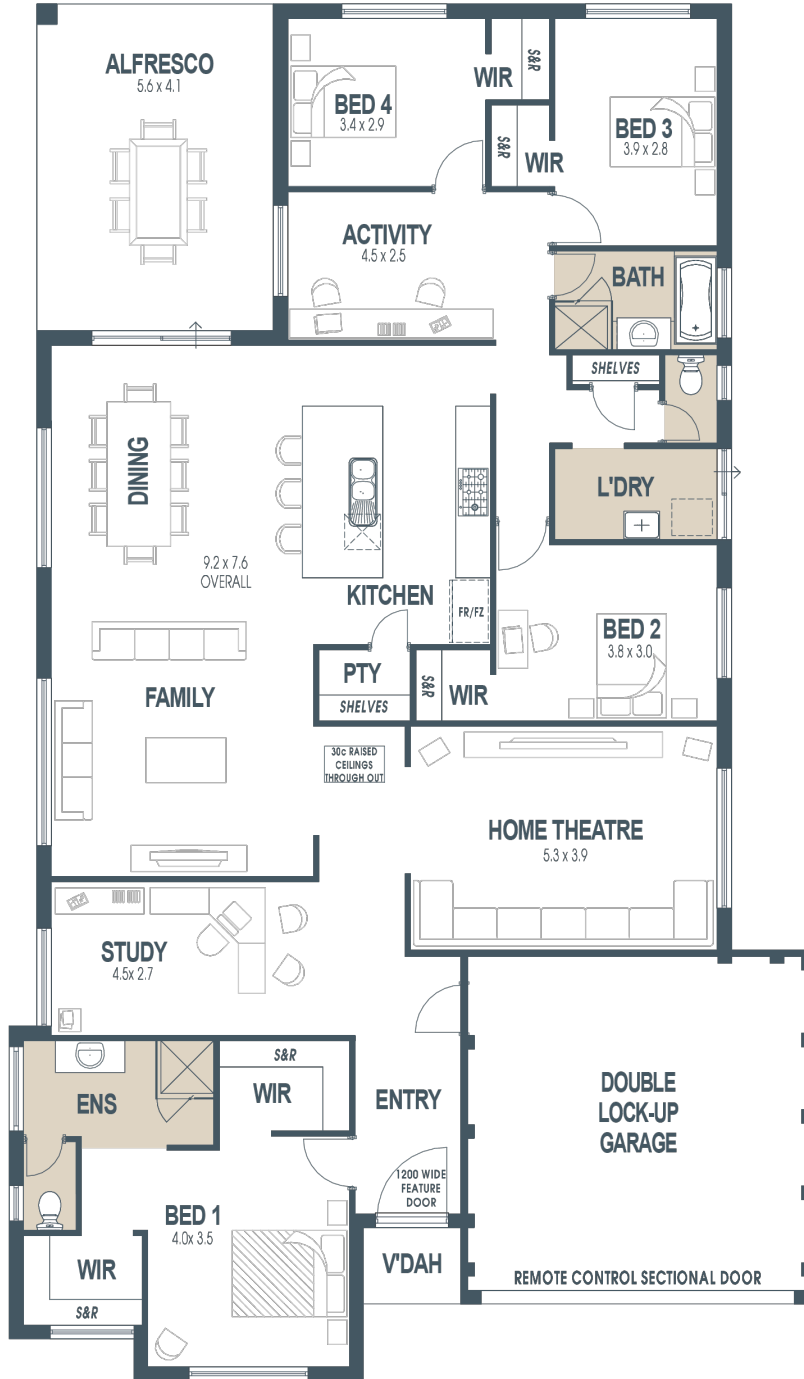 ALFRESCO
5.6 x 4.1
BED 4
3.4 x 2.9
WIR
S&R
BED 3
3.9 x 2.8
S&R
WIR
ACTIVITY
4.5 x 2.5
BATH
SHELVES
DINING
L'DRY
9.2 x 7.6
OVERALL
KITCHEN
FR/FZ
BED 2
3.8 x 3.0
PTY
SHELVES
S&R
WIR
FAMILY
30c RAISED
CEILINGS
THROUGH OUT
HOME THEATRE
5.3 x 3.9
STUDY
4.5x 2.7
S&R
WIR
ENS
ENTRY
DOUBLE
LOCK-UP
GARAGE
1200 WIDE
FEATURE
DOOR
BED 1
4.0x 3.5
WIR
S&R
V'DAH
REMOTE CONTROL SECTIONAL DOOR